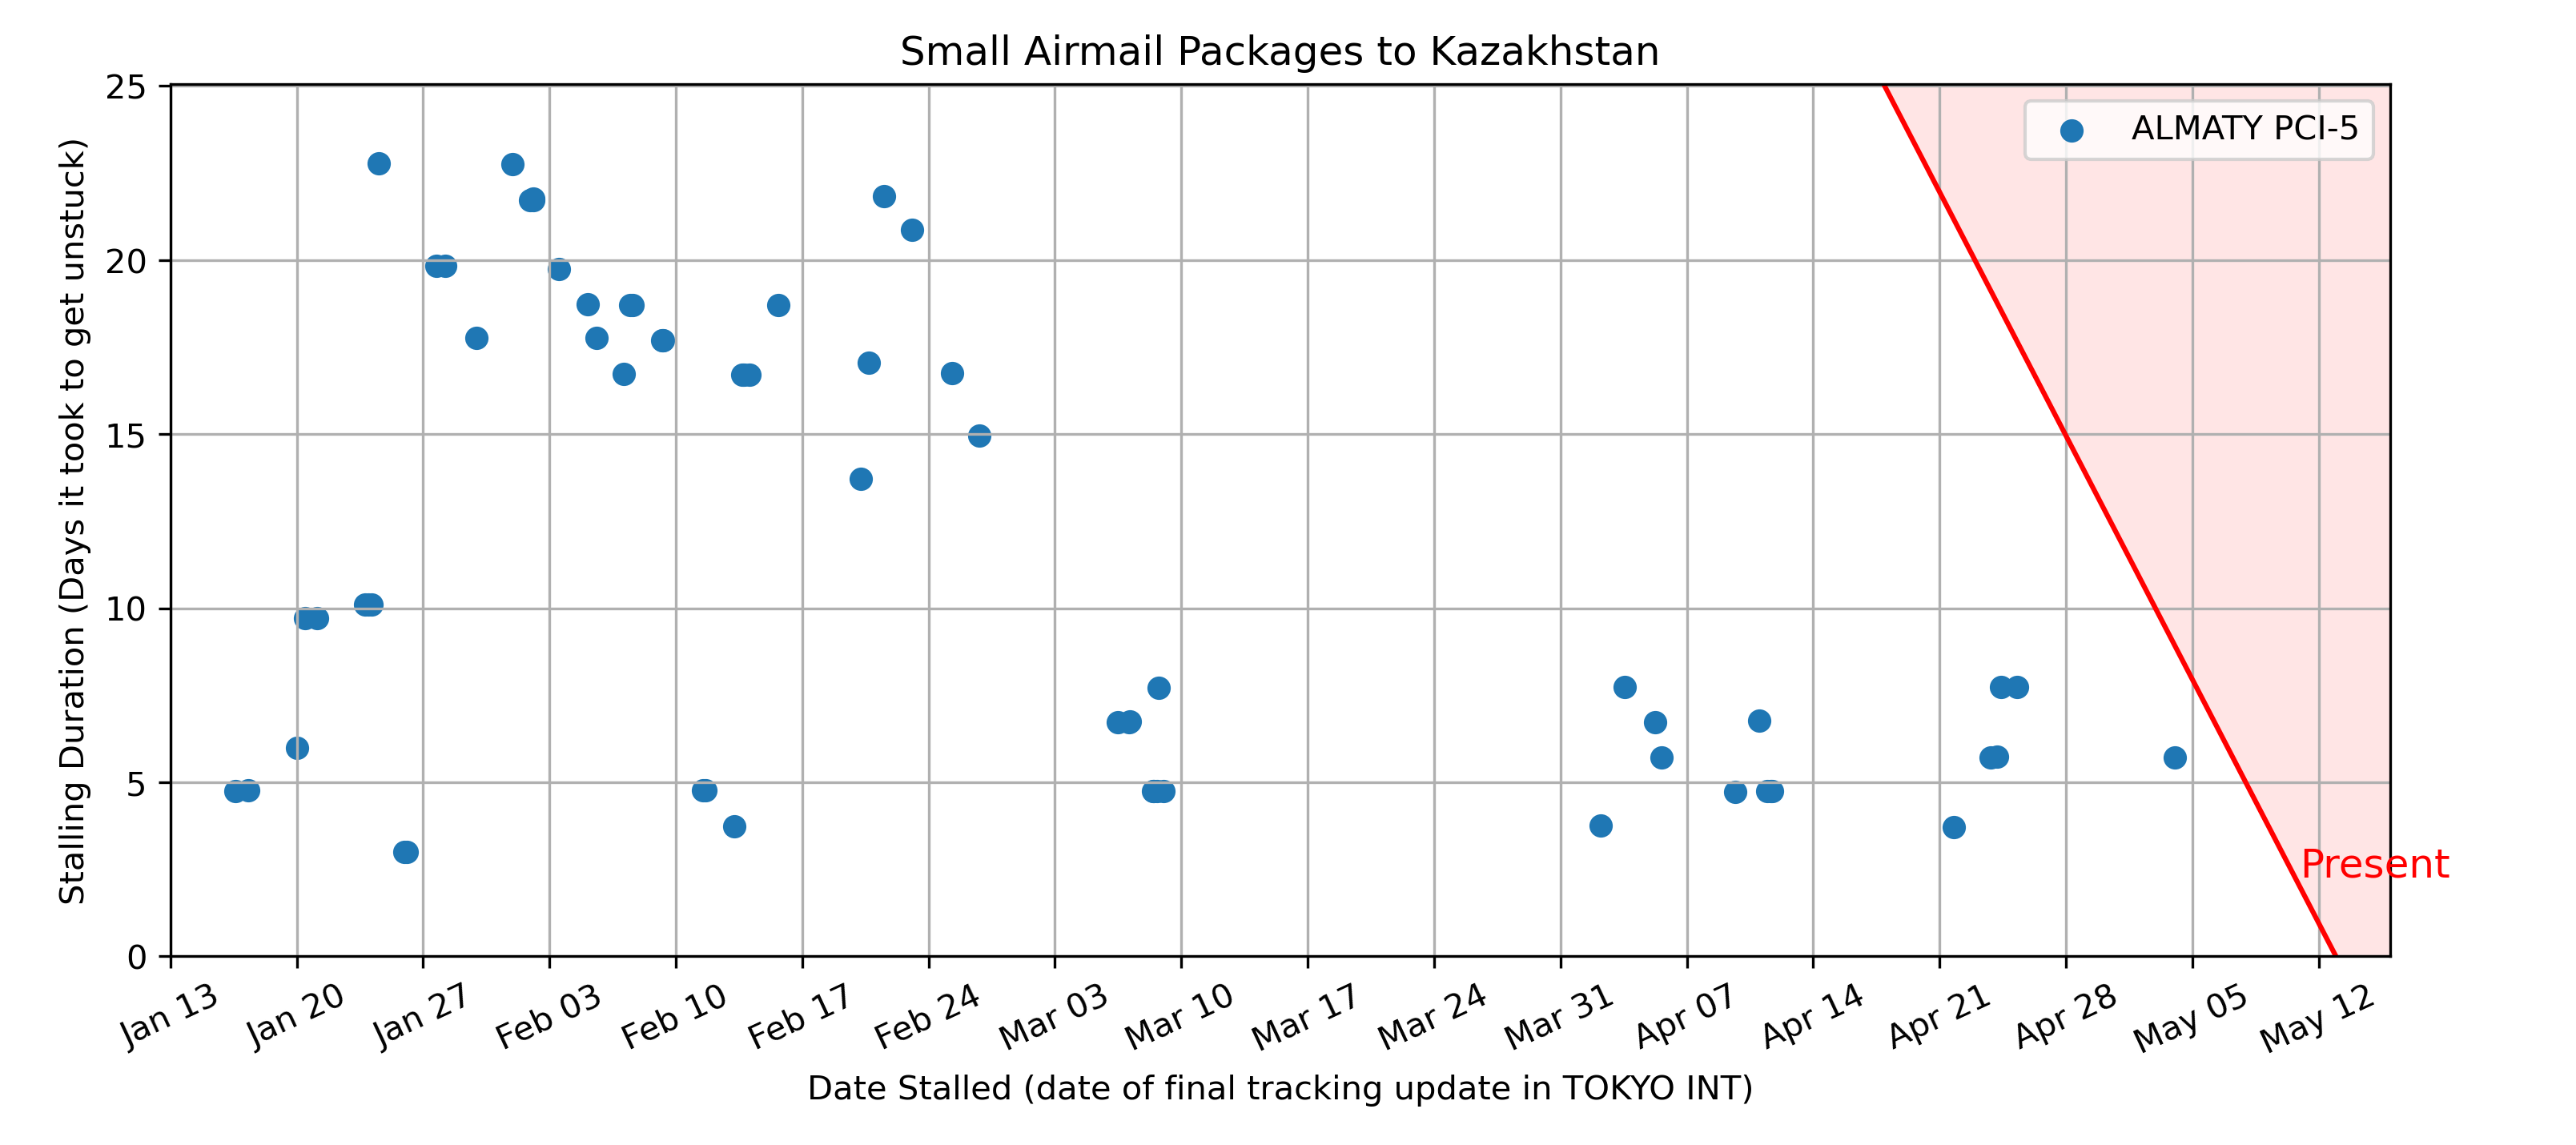 Small Airmail Packages to Kazakhstan
ALMATY PCI-5
Stalling Duration (Days it took to get unstuck)
25
20
15
10
5
0
Present
Jan 13
Jan 20
Jan 27
Feb 03
Feb 10
Feb 17
Feb 24
Mar 03
Mar 10
Mar 17
Mar 24
Mar 31
Apr 07
Apr 14
Apr 21
Apr 28
May 05
May 12
Date Stalled (date of final tracking update in TOKYO INT)